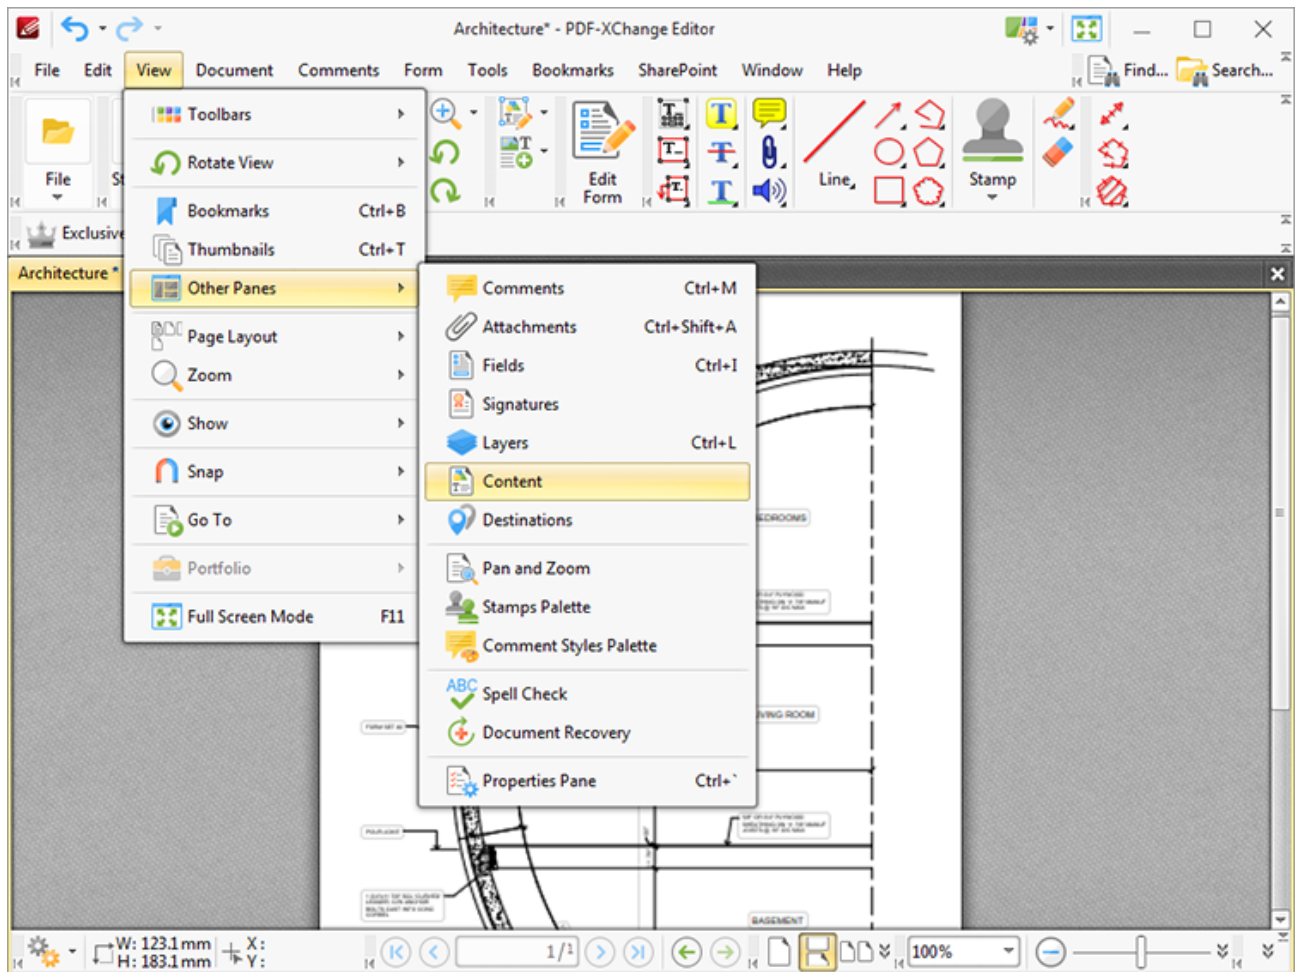 Architecture* - PDF-XChange Editor
File Edit View Document Comments Form Tools Bookmarks SharePoint Window Help
Find... Search...
File
Edit
Form
Line
Stamp
Exclusive
Architecture *
Toolbars
Rotate View
Bookmarks Ctrl+B
Thumbnails Ctrl+T
Other Panes
Page Layout
Zoom
Show
Snap
Go To
Portfolio
Full Screen Mode F11
Comments Ctrl+M
Attachments Ctrl+Shift+A
Fields Ctrl+I
Signatures
Layers Ctrl+L
Content
Destinations
Pan and Zoom
Stamps Palette
Comment Styles Palette
ABC Spell Check
Document Recovery
Properties Pane Ctrl+`
LIVING ROOM
BASEMENT
W: 123.1 mm
H: 183.1 mm
X:
Y:
1/1
100%